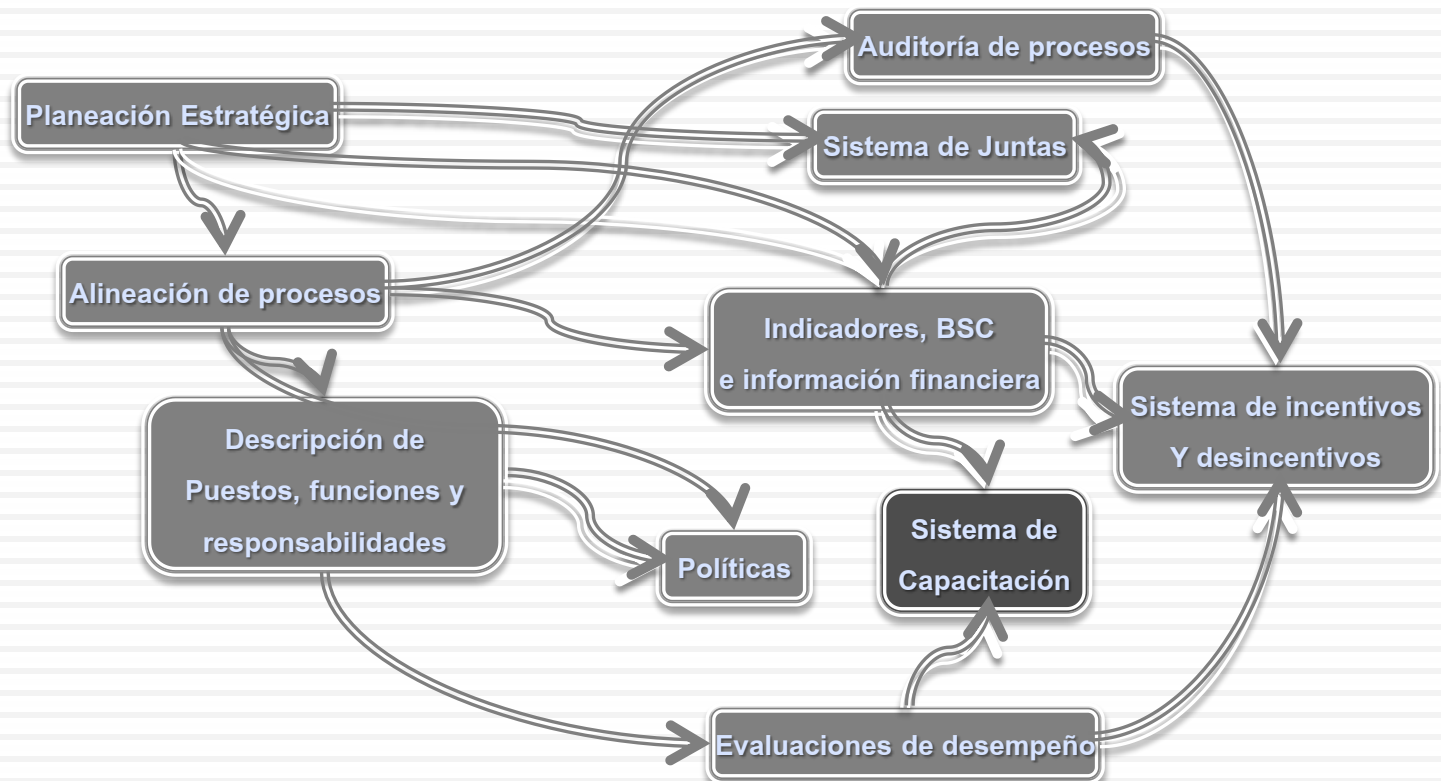 Auditoría de procesos
Planeación Estratégica
Sistema de Juntas
Alineación de procesos
Indicadores, BSC
e información financiera
Sistema de incentivos
Y desincentivos
Descripción de
Puestos, funciones y
responsabilidades
Políticas
Sistema de
Capacitación
Evaluaciones de desempeño